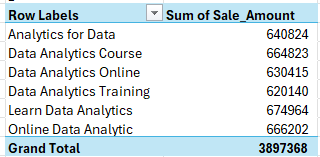 Row Labels Sum of Sale_Amount
Analytics for Data 640824
Data Analytics Course 664823
Data Analytics Online 630415
Data Analytics Training 620140
Learn Data Analytics 674964
Online Data Analytic 666202
Grand Total 3897368